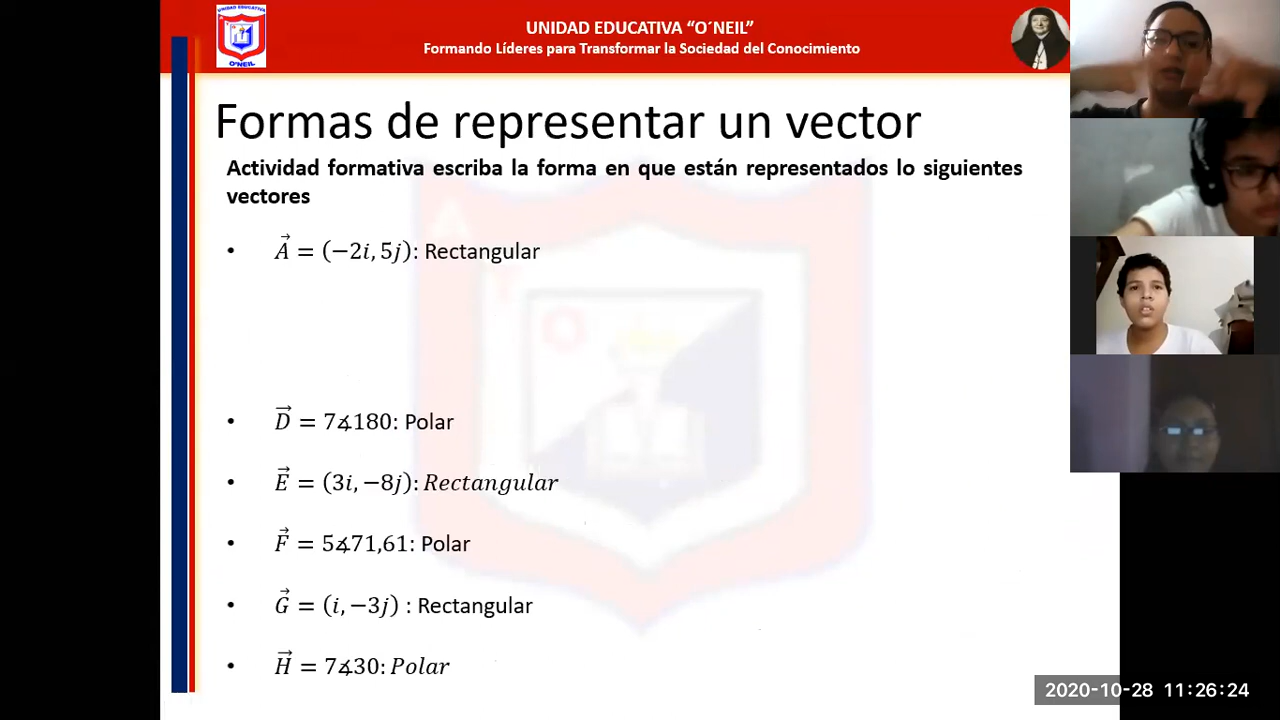 UNIDAD EDUCATIVA “O´NEIL”
Formando Líderes para Transformar la Sociedad del Conocimiento
O'NEIL
Formas de representar un vector
Actividad formativa escriba la forma en que están representados lo siguientes
vectores
• A⃗ = (−2i, 5j): Rectangular
• D⃗ = 7∡180: Polar
• E⃗ = (3i, −8j): Rectangular
• F⃗ = 5∡71,61: Polar
• G⃗ = (i, −3j) : Rectangular
• H⃗ = 7∡30: Polar
2020-10-28 11:26:24